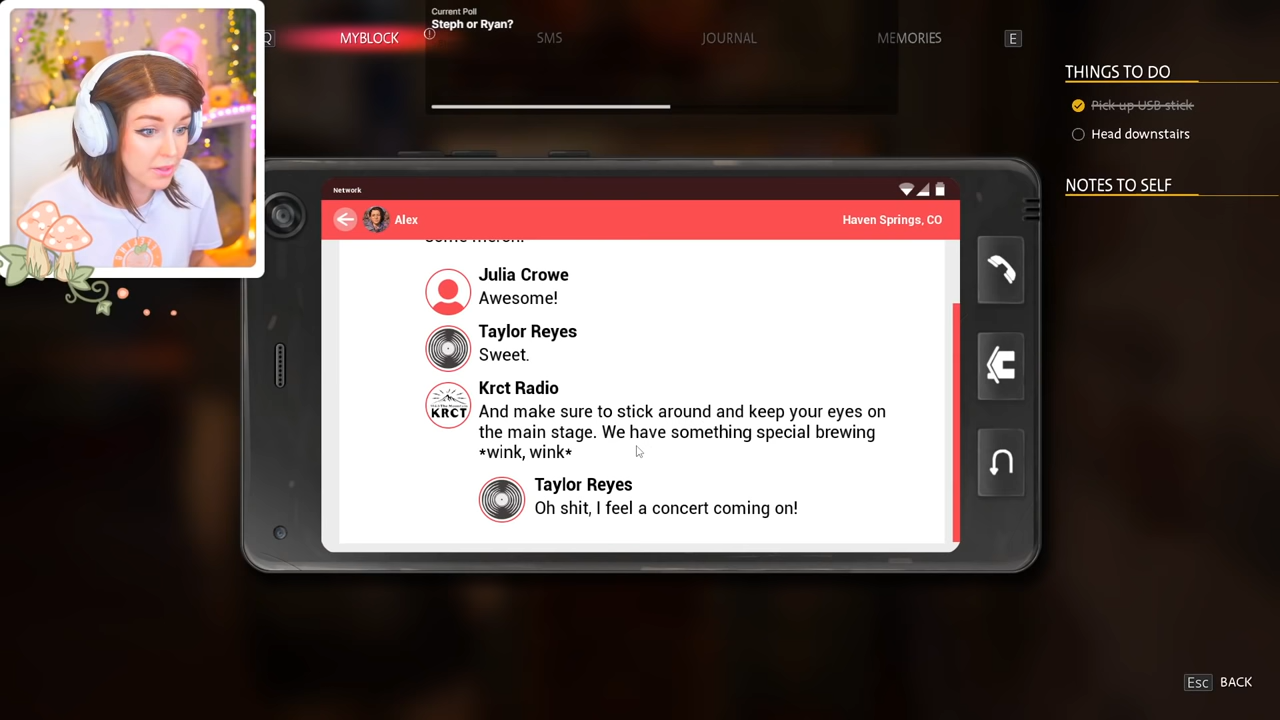 Current Poll
Steph or Ryan?
Q
MYBLOCK
SMS
JOURNAL
MEMORIES
E
THINGS TO DO
Pick up USB stick
Head downstairs
NOTES TO SELF
Network
Alex
Haven Springs, CO
some merch!
Julia Crowe
Awesome!
Taylor Reyes
Sweet.
Krct Radio
KRCT
And make sure to stick around and keep your eyes on
the main stage. We have something special brewing
*wink, wink*
Taylor Reyes
Oh shit, I feel a concert coming on!
Esc BACK